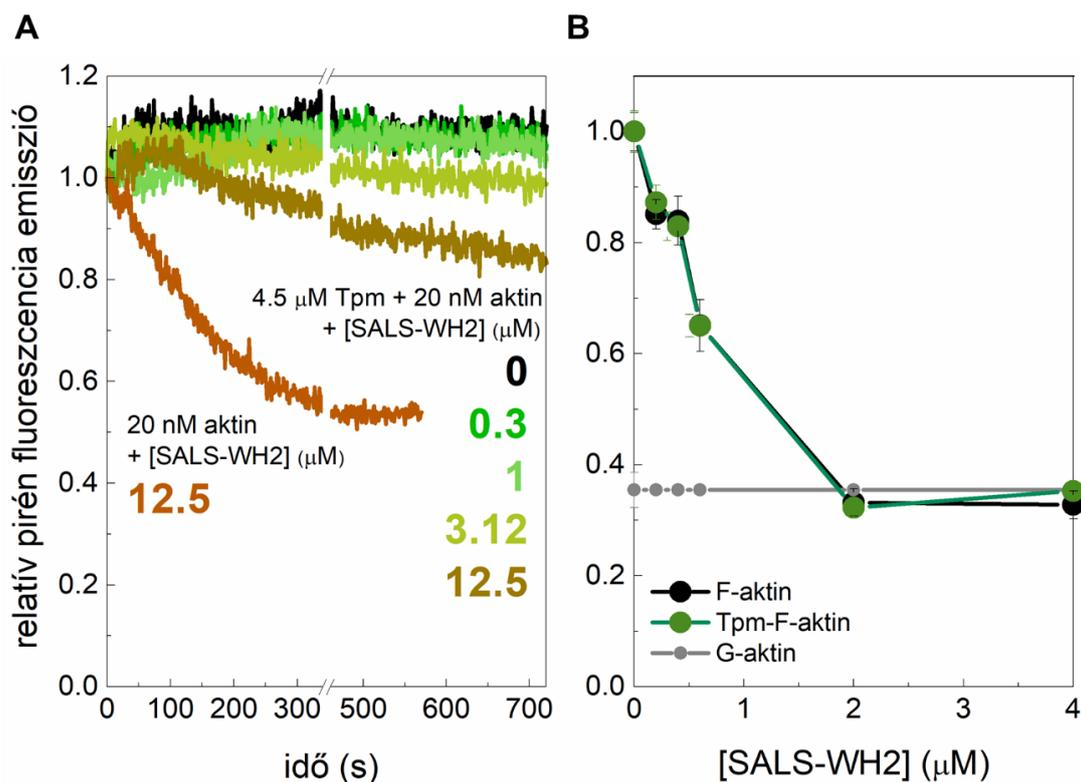 A
B
1.2
1.0
0.8
0.6
0.4
0.2
0.0
relatív pirén fluoreszcencia emisszió
4.5 µM Tpm + 20 nM aktin
+ [SALS-WH2] (µM)
0
0.3
1
3.12
12.5
20 nM aktin
+ [SALS-WH2] (µM)
12.5
0 100 200 300 500 600 700
idő (s)
1.0
0.8
0.6
0.4
0.2
0.0
F-aktin
Tpm-F-aktin
G-aktin
0 1 2 3 4
[SALS-WH2] (µM)